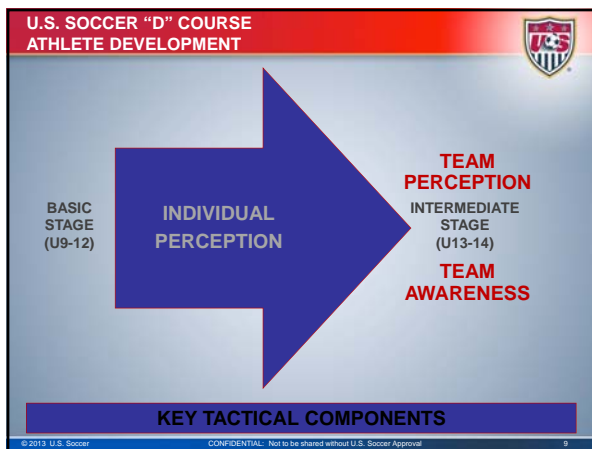 U.S. SOCCER “D” COURSE
ATHLETE DEVELOPMENT
US
BASIC
STAGE
(U9-12)
INDIVIDUAL
PERCEPTION
TEAM
PERCEPTION
INTERMEDIATE
STAGE
(U13-14)
TEAM
AWARENESS
KEY TACTICAL COMPONENTS
© 2013 U.S. Soccer CONFIDENTIAL: Not to be shared without U.S. Soccer Approval 9